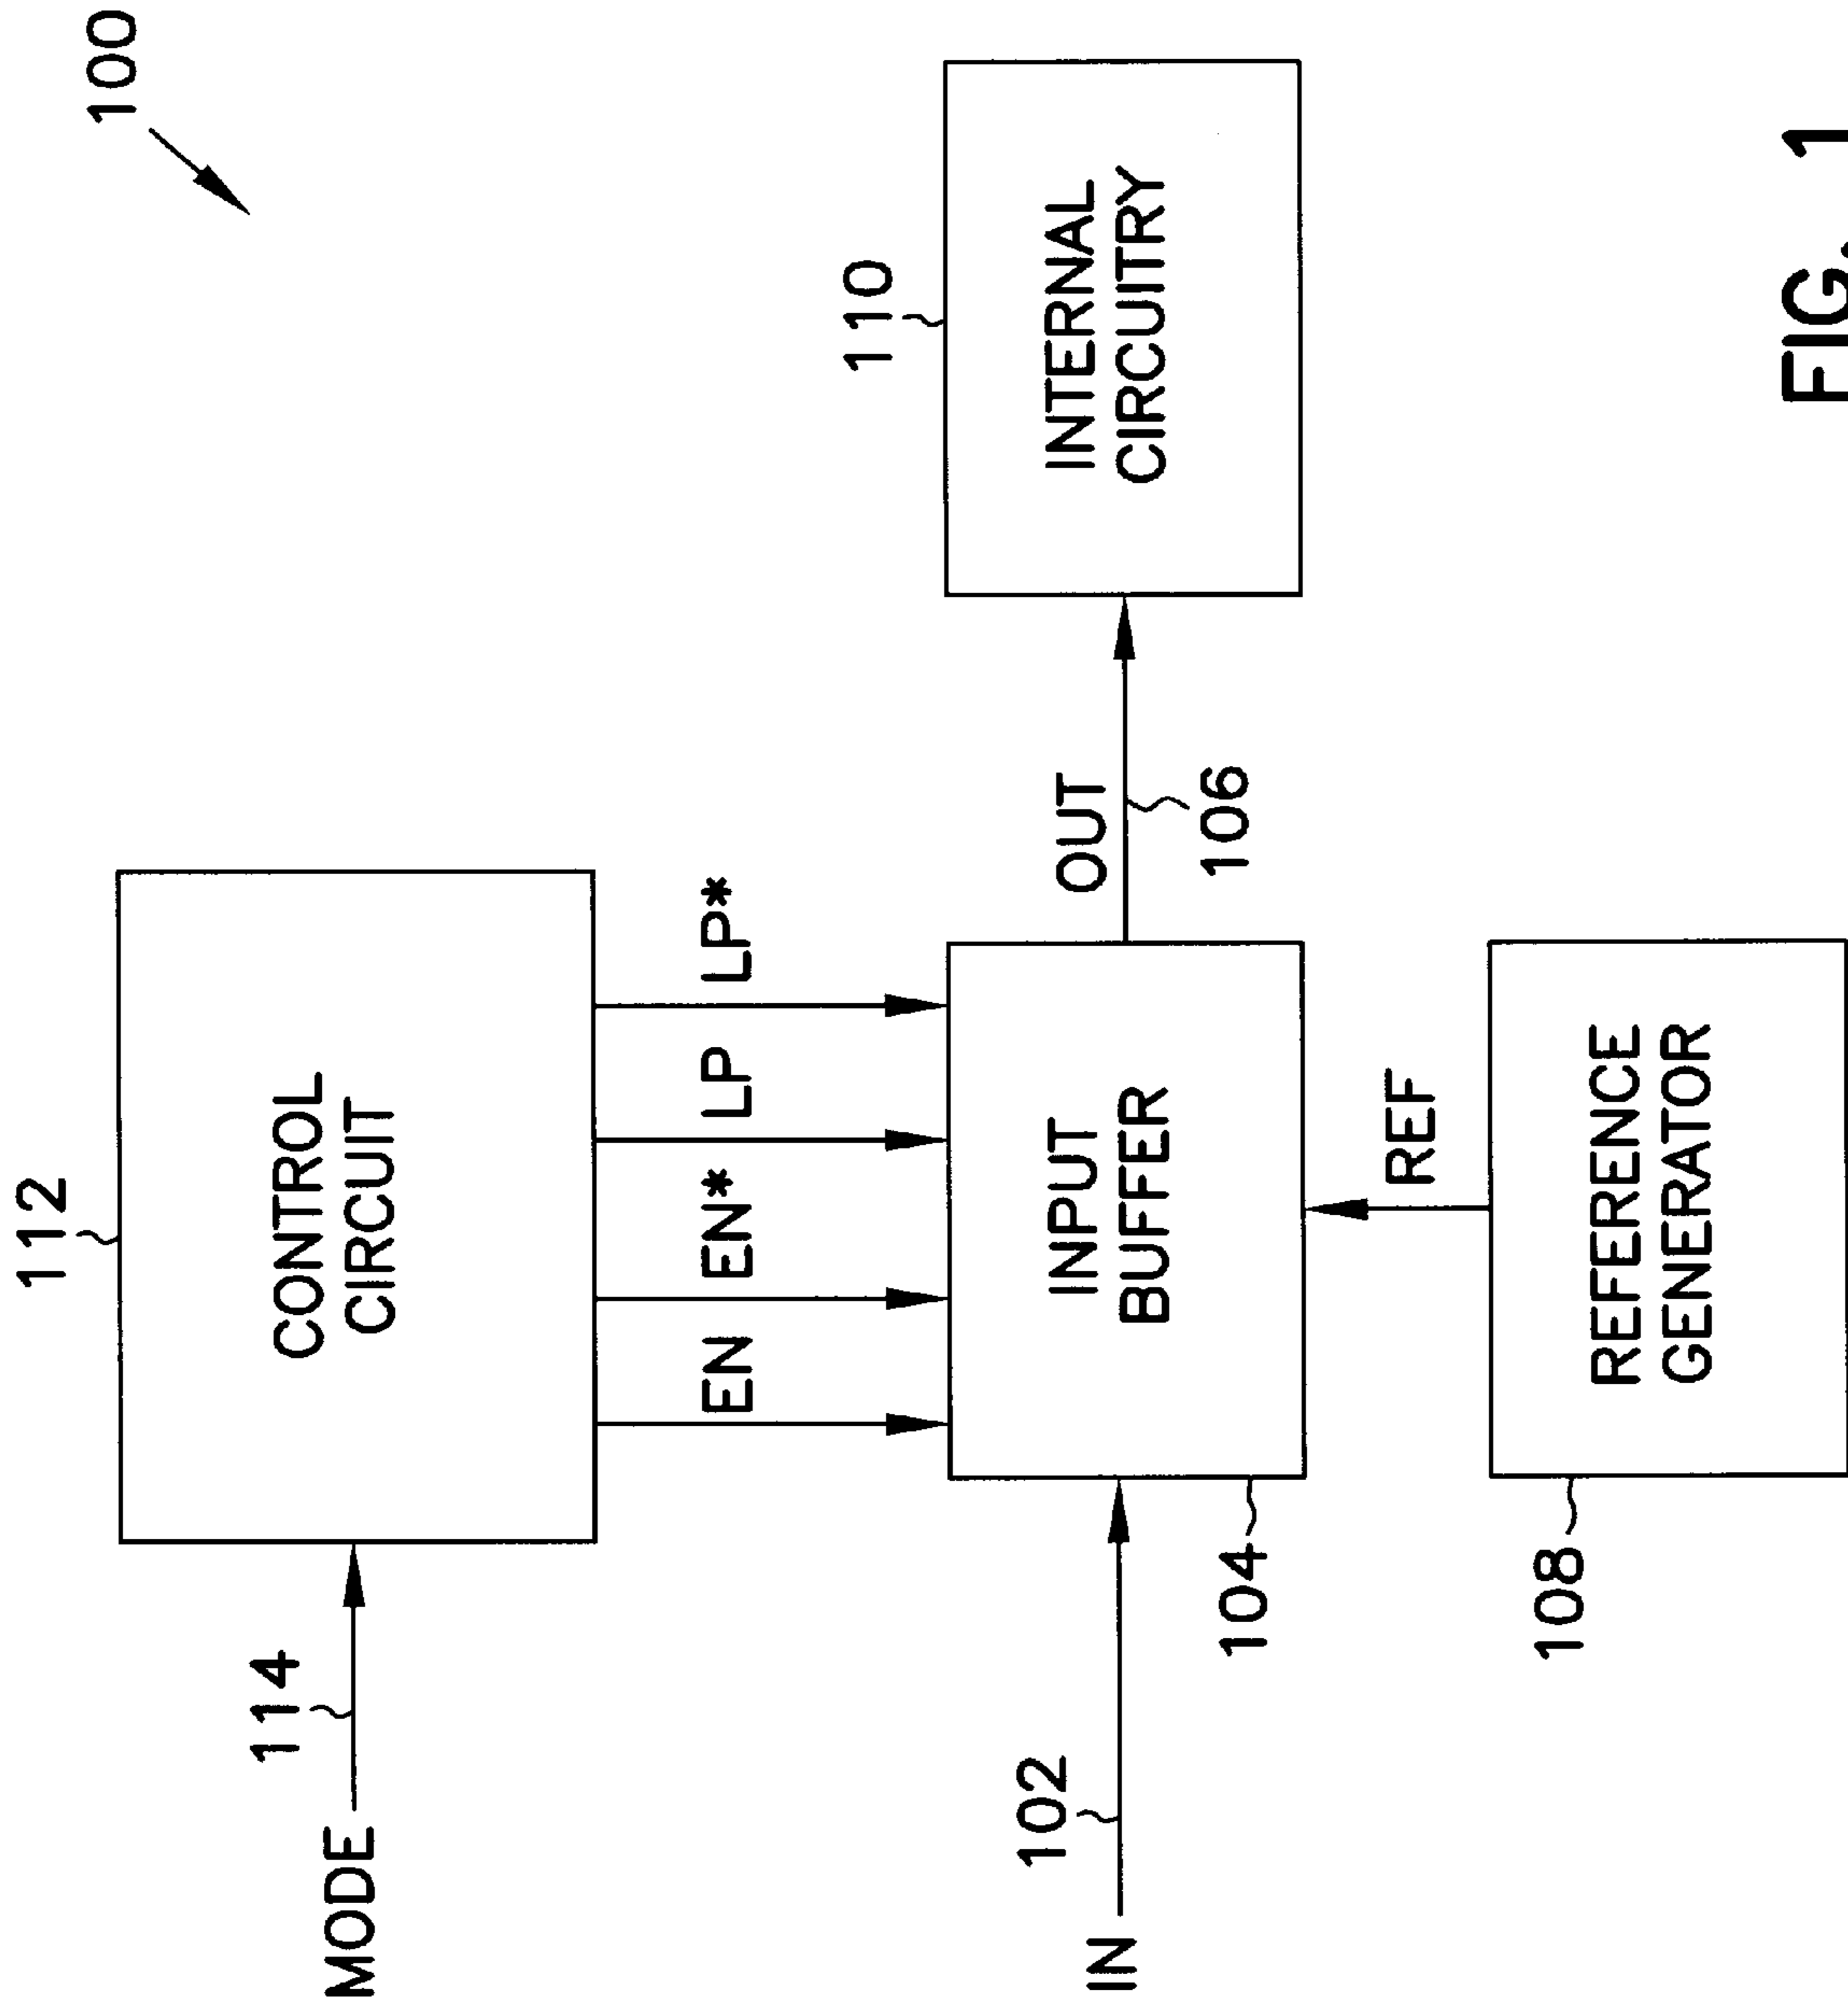 100
112
CONTROL
CIRCUIT
114
MODE
EN
EN*
LP
LP*
110
INTERNAL
CIRCUITRY
102
IN
INPUT
BUFFER
104
OUT
106
REF
REFERENCE
GENERATOR
108
FIG. 1